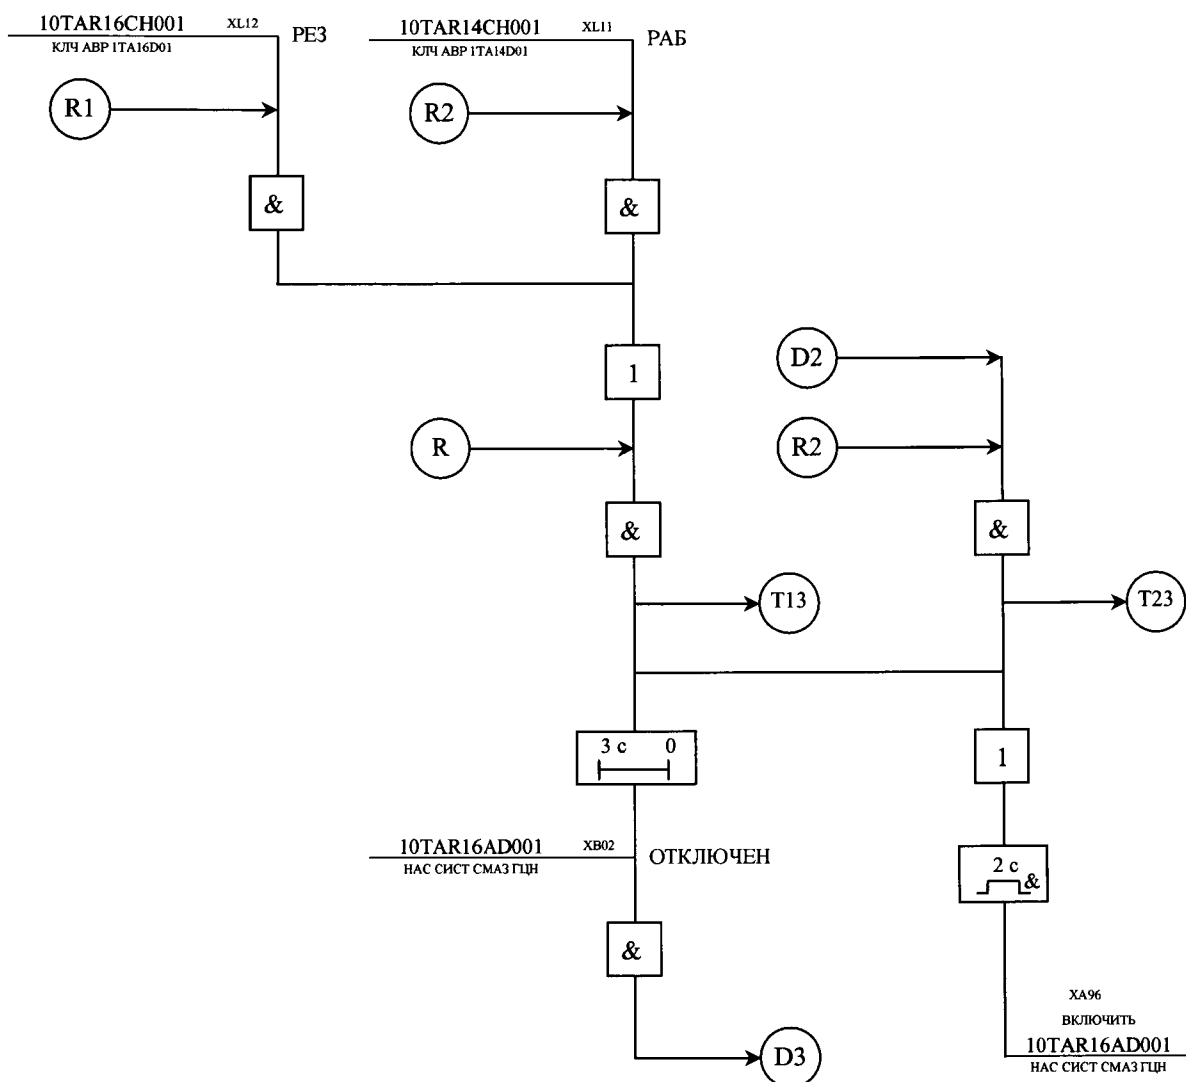 10TAR16CH001 XL12 РЕЗ
КЛЧ АВР 1TA16D01
10TAR14CH001 XL11 РАБ
КЛЧ АВР 1TA14D01
R1
R2
&
&
1
D2
R
R2
&
&
T13
T23
3 с 0
1
10TAR16AD001 XB02 ОТКЛЮЧЕН
НАС СИСТ СМАЗ ГЦН
2 с
&
&
XA96
ВКЛЮЧИТЬ
10TAR16AD001
НАС СИСТ СМАЗ ГЦН
D3